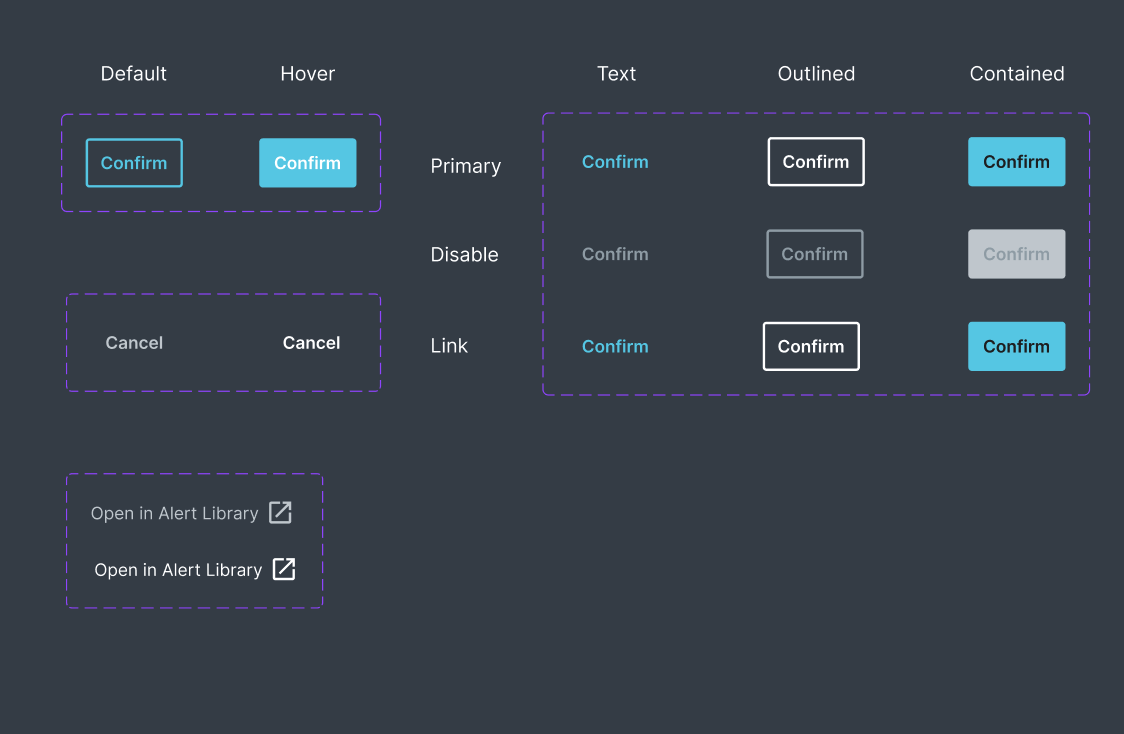 Default
Hover
Text
Outlined
Contained
Confirm
Confirm
Primary
Confirm
Confirm
Confirm
Disable
Confirm
Confirm
Confirm
Cancel
Cancel
Link
Confirm
Confirm
Confirm
Open in Alert Library
Open in Alert Library